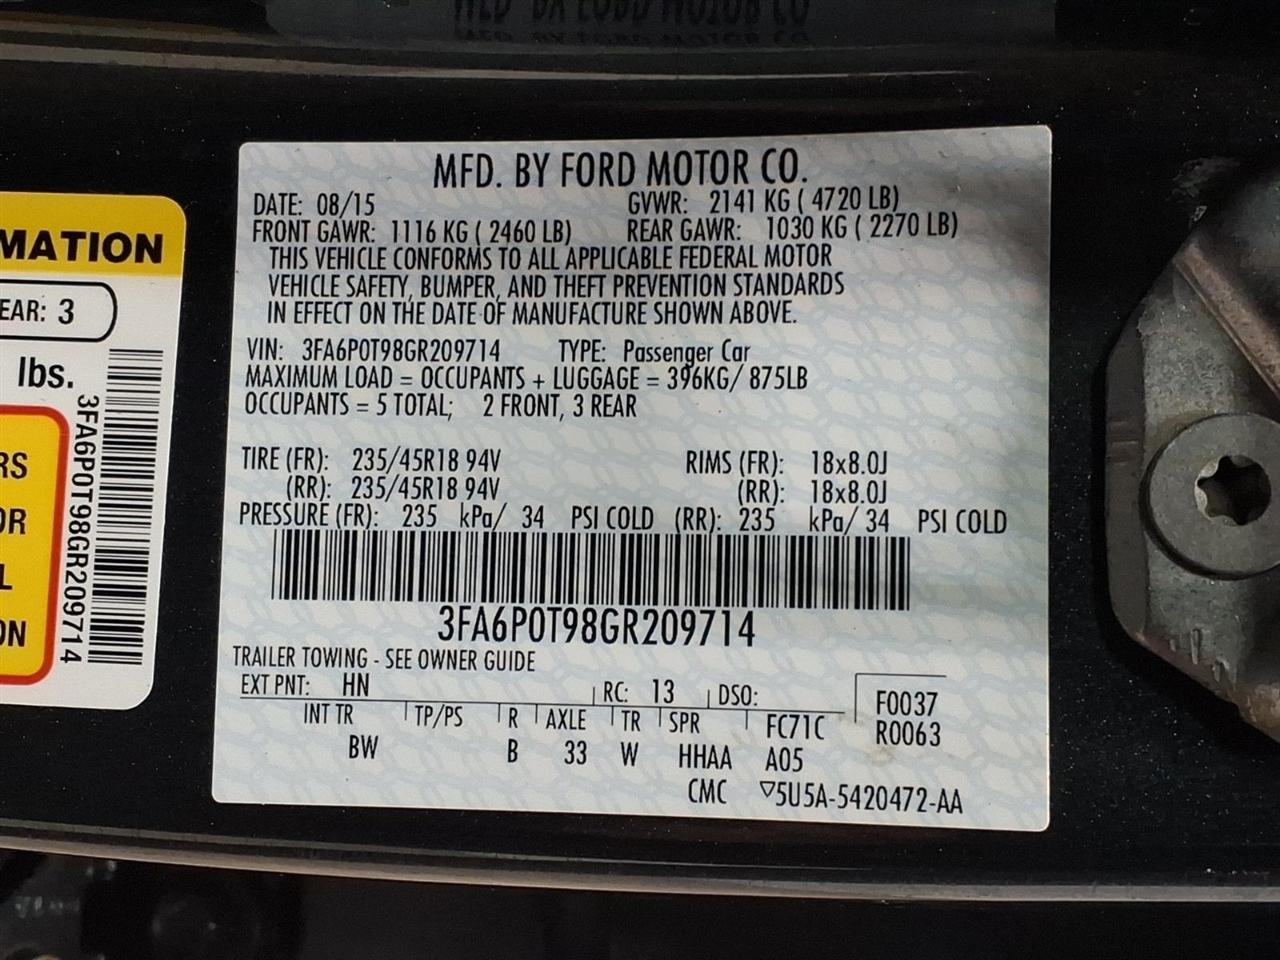 MFD. BY FORD MOTOR CO.
DATE: 08/15 GVWR: 2141 KG ( 4720 LB)
FRONT GAWR: 1116 KG ( 2460 LB) REAR GAWR: 1030 KG ( 2270 LB)
THIS VEHICLE CONFORMS TO ALL APPLICABLE FEDERAL MOTOR
VEHICLE SAFETY, BUMPER, AND THEFT PREVENTION STANDARDS
IN EFFECT ON THE DATE OF MANUFACTURE SHOWN ABOVE.
VIN: 3FA6P0T98GR209714 TYPE: Passenger Car
MAXIMUM LOAD = OCCUPANTS + LUGGAGE = 396KG/ 875LB
OCCUPANTS = 5 TOTAL; 2 FRONT, 3 REAR
TIRE (FR): 235/45R18 94V RIMS (FR): 18x8.0J
(RR): 235/45R18 94V (RR): 18x8.0J
PRESSURE (FR): 235 kPa/ 34 PSI COLD (RR): 235 kPa/ 34 PSI COLD
3FA6P0T98GR209714
TRAILER TOWING - SEE OWNER GUIDE
EXT PNT: HN RC: 13 DSO: F0037
INT TR TP/PS R AXLE TR SPR FC71C R0063
BW B 33 W HHAA A05
CMC ▽5U5A-5420472-AA
MATION
EAR: 3
lbs.
3FA6P0T98GR209714
RS
OR
L
ON
MFD. BY FORD MOTOR CO